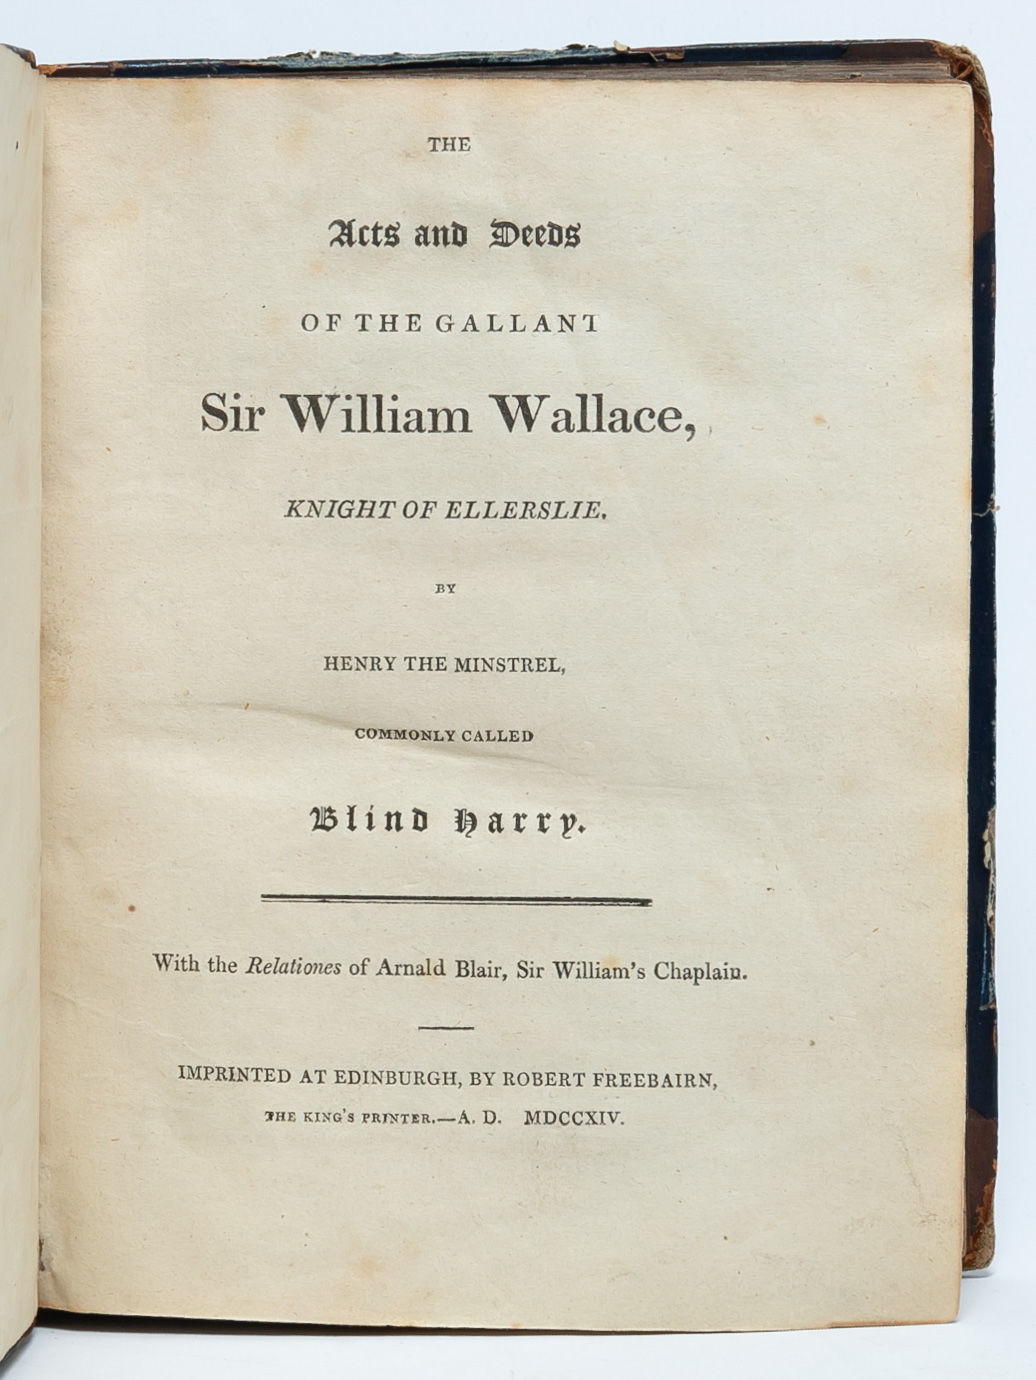 THE
Acts and Deeds
OF THE GALLANT
Sir William Wallace,
KNIGHT OF ELLERSLIE.
BY
HENRY THE MINSTREL,
COMMONLY CALLED
Blind Harry.
With the Relationes of Arnald Blair, Sir William's Chaplain.
IMPRINTED AT EDINBURGH, BY ROBERT FREEBAIRN,
THE KING'S PRINTER.—A. D. MDCCXIV.